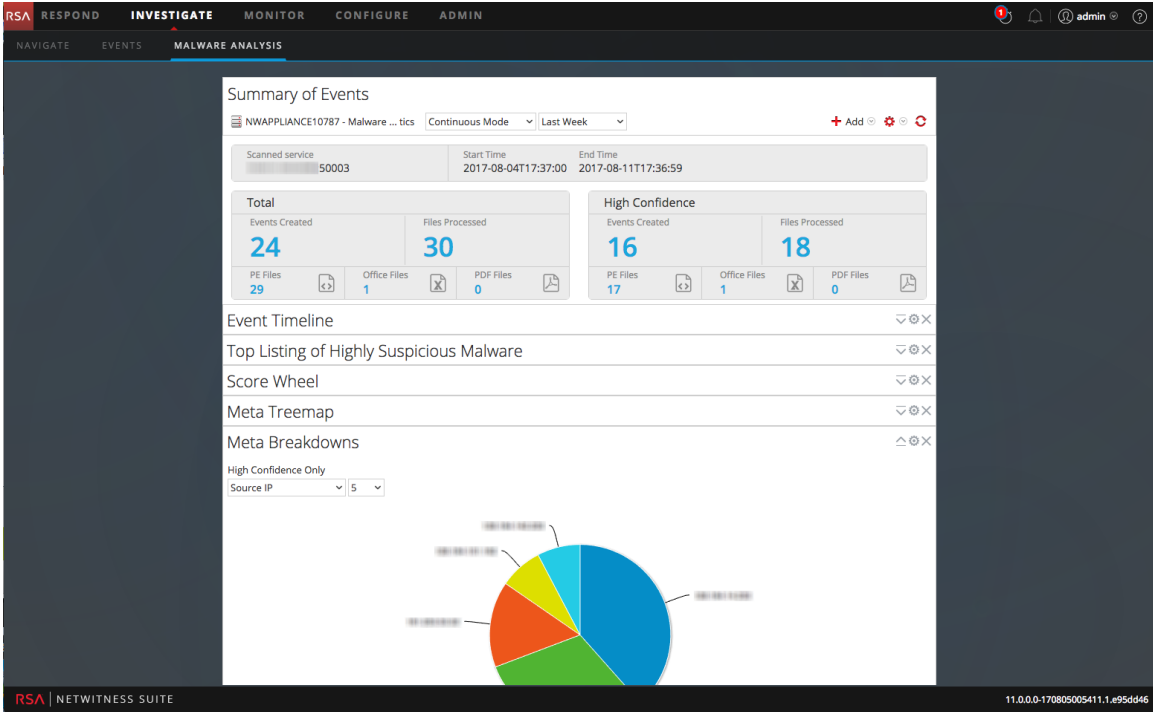 RSA RESPOND INVESTIGATE MONITOR CONFIGURE ADMIN 1 admin ?
NAVIGATE EVENTS MALWARE ANALYSIS
Summary of Events
NWAPPLIANCE10787 - Malware ... tics Continuous Mode Last Week + Add
Scanned service Start Time End Time
50003 2017-08-04T17:37:00 2017-08-11T17:36:59
Total High Confidence
Events Created Files Processed Events Created Files Processed
24 30 16 18
PE Files Office Files PDF Files PE Files Office Files PDF Files
29 1 0 17 1 0
Event Timeline
Top Listing of Highly Suspicious Malware
Score Wheel
Meta Treemap
Meta Breakdowns
High Confidence Only
Source IP 5
RSA NETWITNESS SUITE 11.0.0.0-170805005411.1.e95dd46